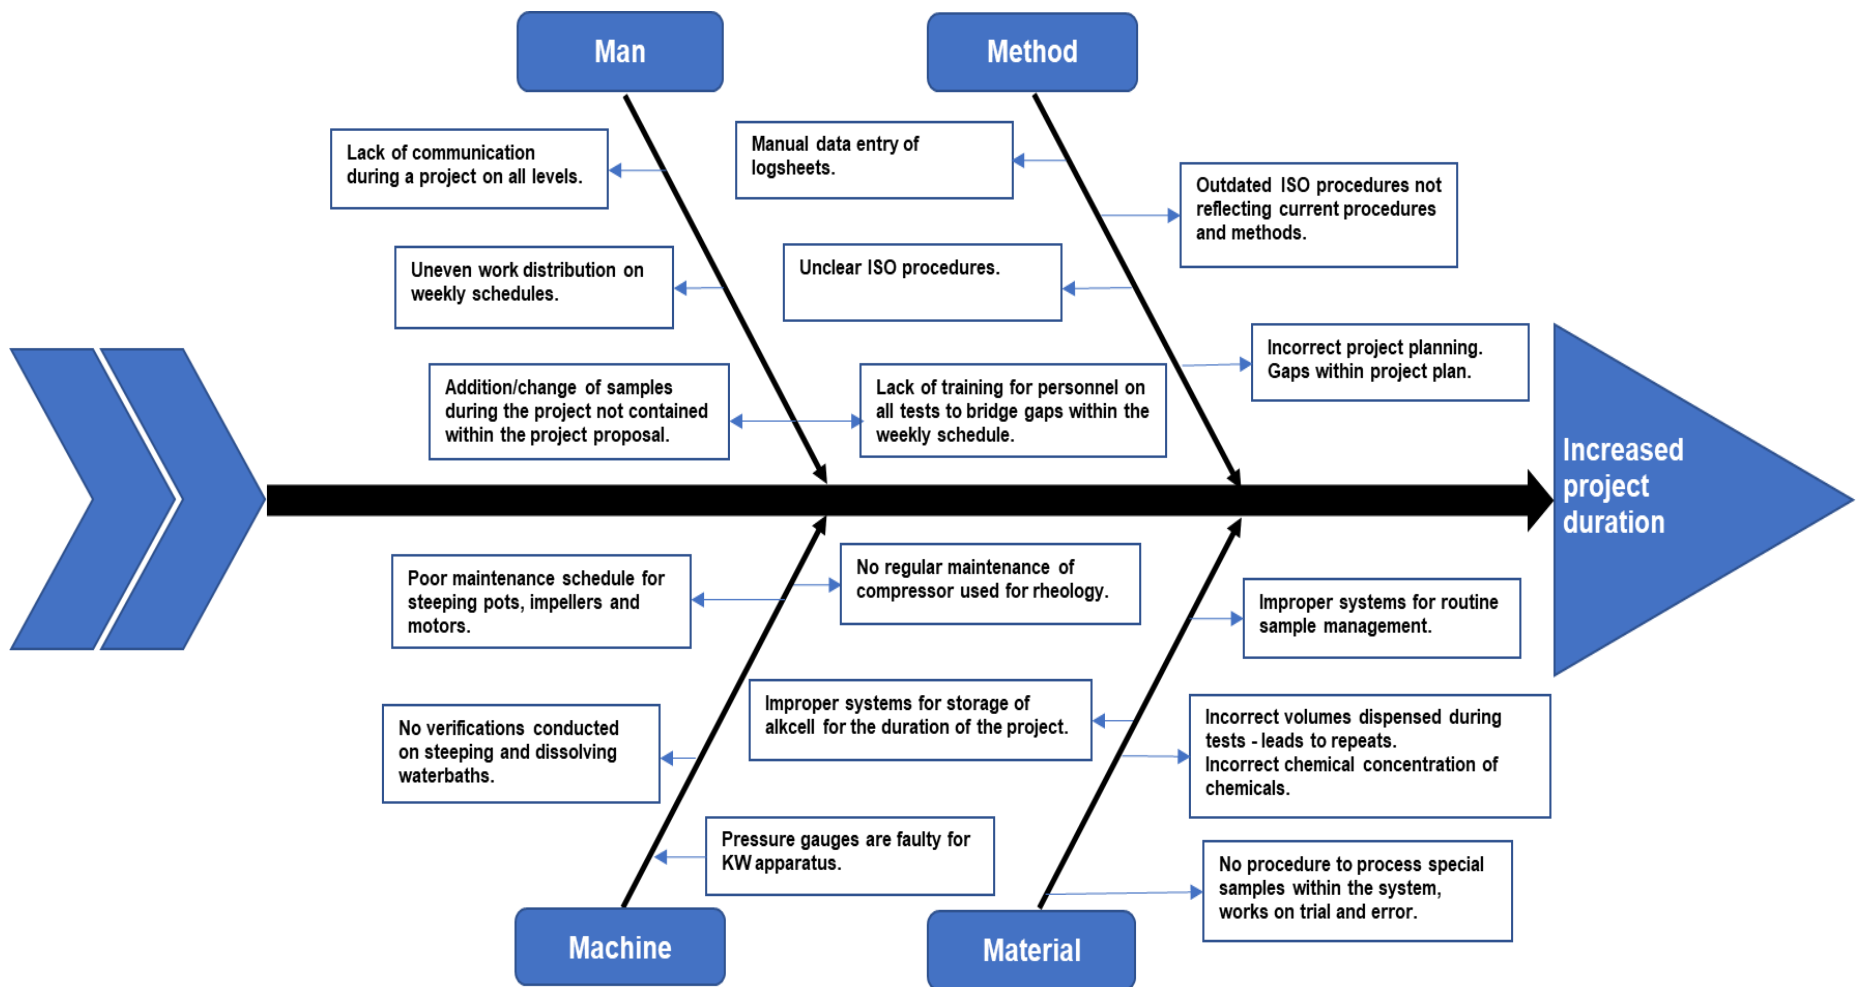 Man
Method
Lack of communication
during a project on all levels.
Manual data entry of
logsheets.
Outdated ISO procedures not
reflecting current procedures
and methods.
Uneven work distribution on
weekly schedules.
Unclear ISO procedures.
Incorrect project planning.
Gaps within project plan.
Addition/change of samples
during the project not contained
within the project proposal.
Lack of training for personnel on
all tests to bridge gaps within the
weekly schedule.
Increased
project
duration
Poor maintenance schedule for
steeping pots, impellers and
motors.
No regular maintenance of
compressor used for rheology.
Improper systems for routine
sample management.
Improper systems for storage of
alkcell for the duration of the project.
No verifications conducted
on steeping and dissolving
waterbaths.
Incorrect volumes dispensed during
tests - leads to repeats.
Incorrect chemical concentration of
chemicals.
Pressure gauges are faulty for
KW apparatus.
No procedure to process special
samples within the system,
works on trial and error.
Machine
Material